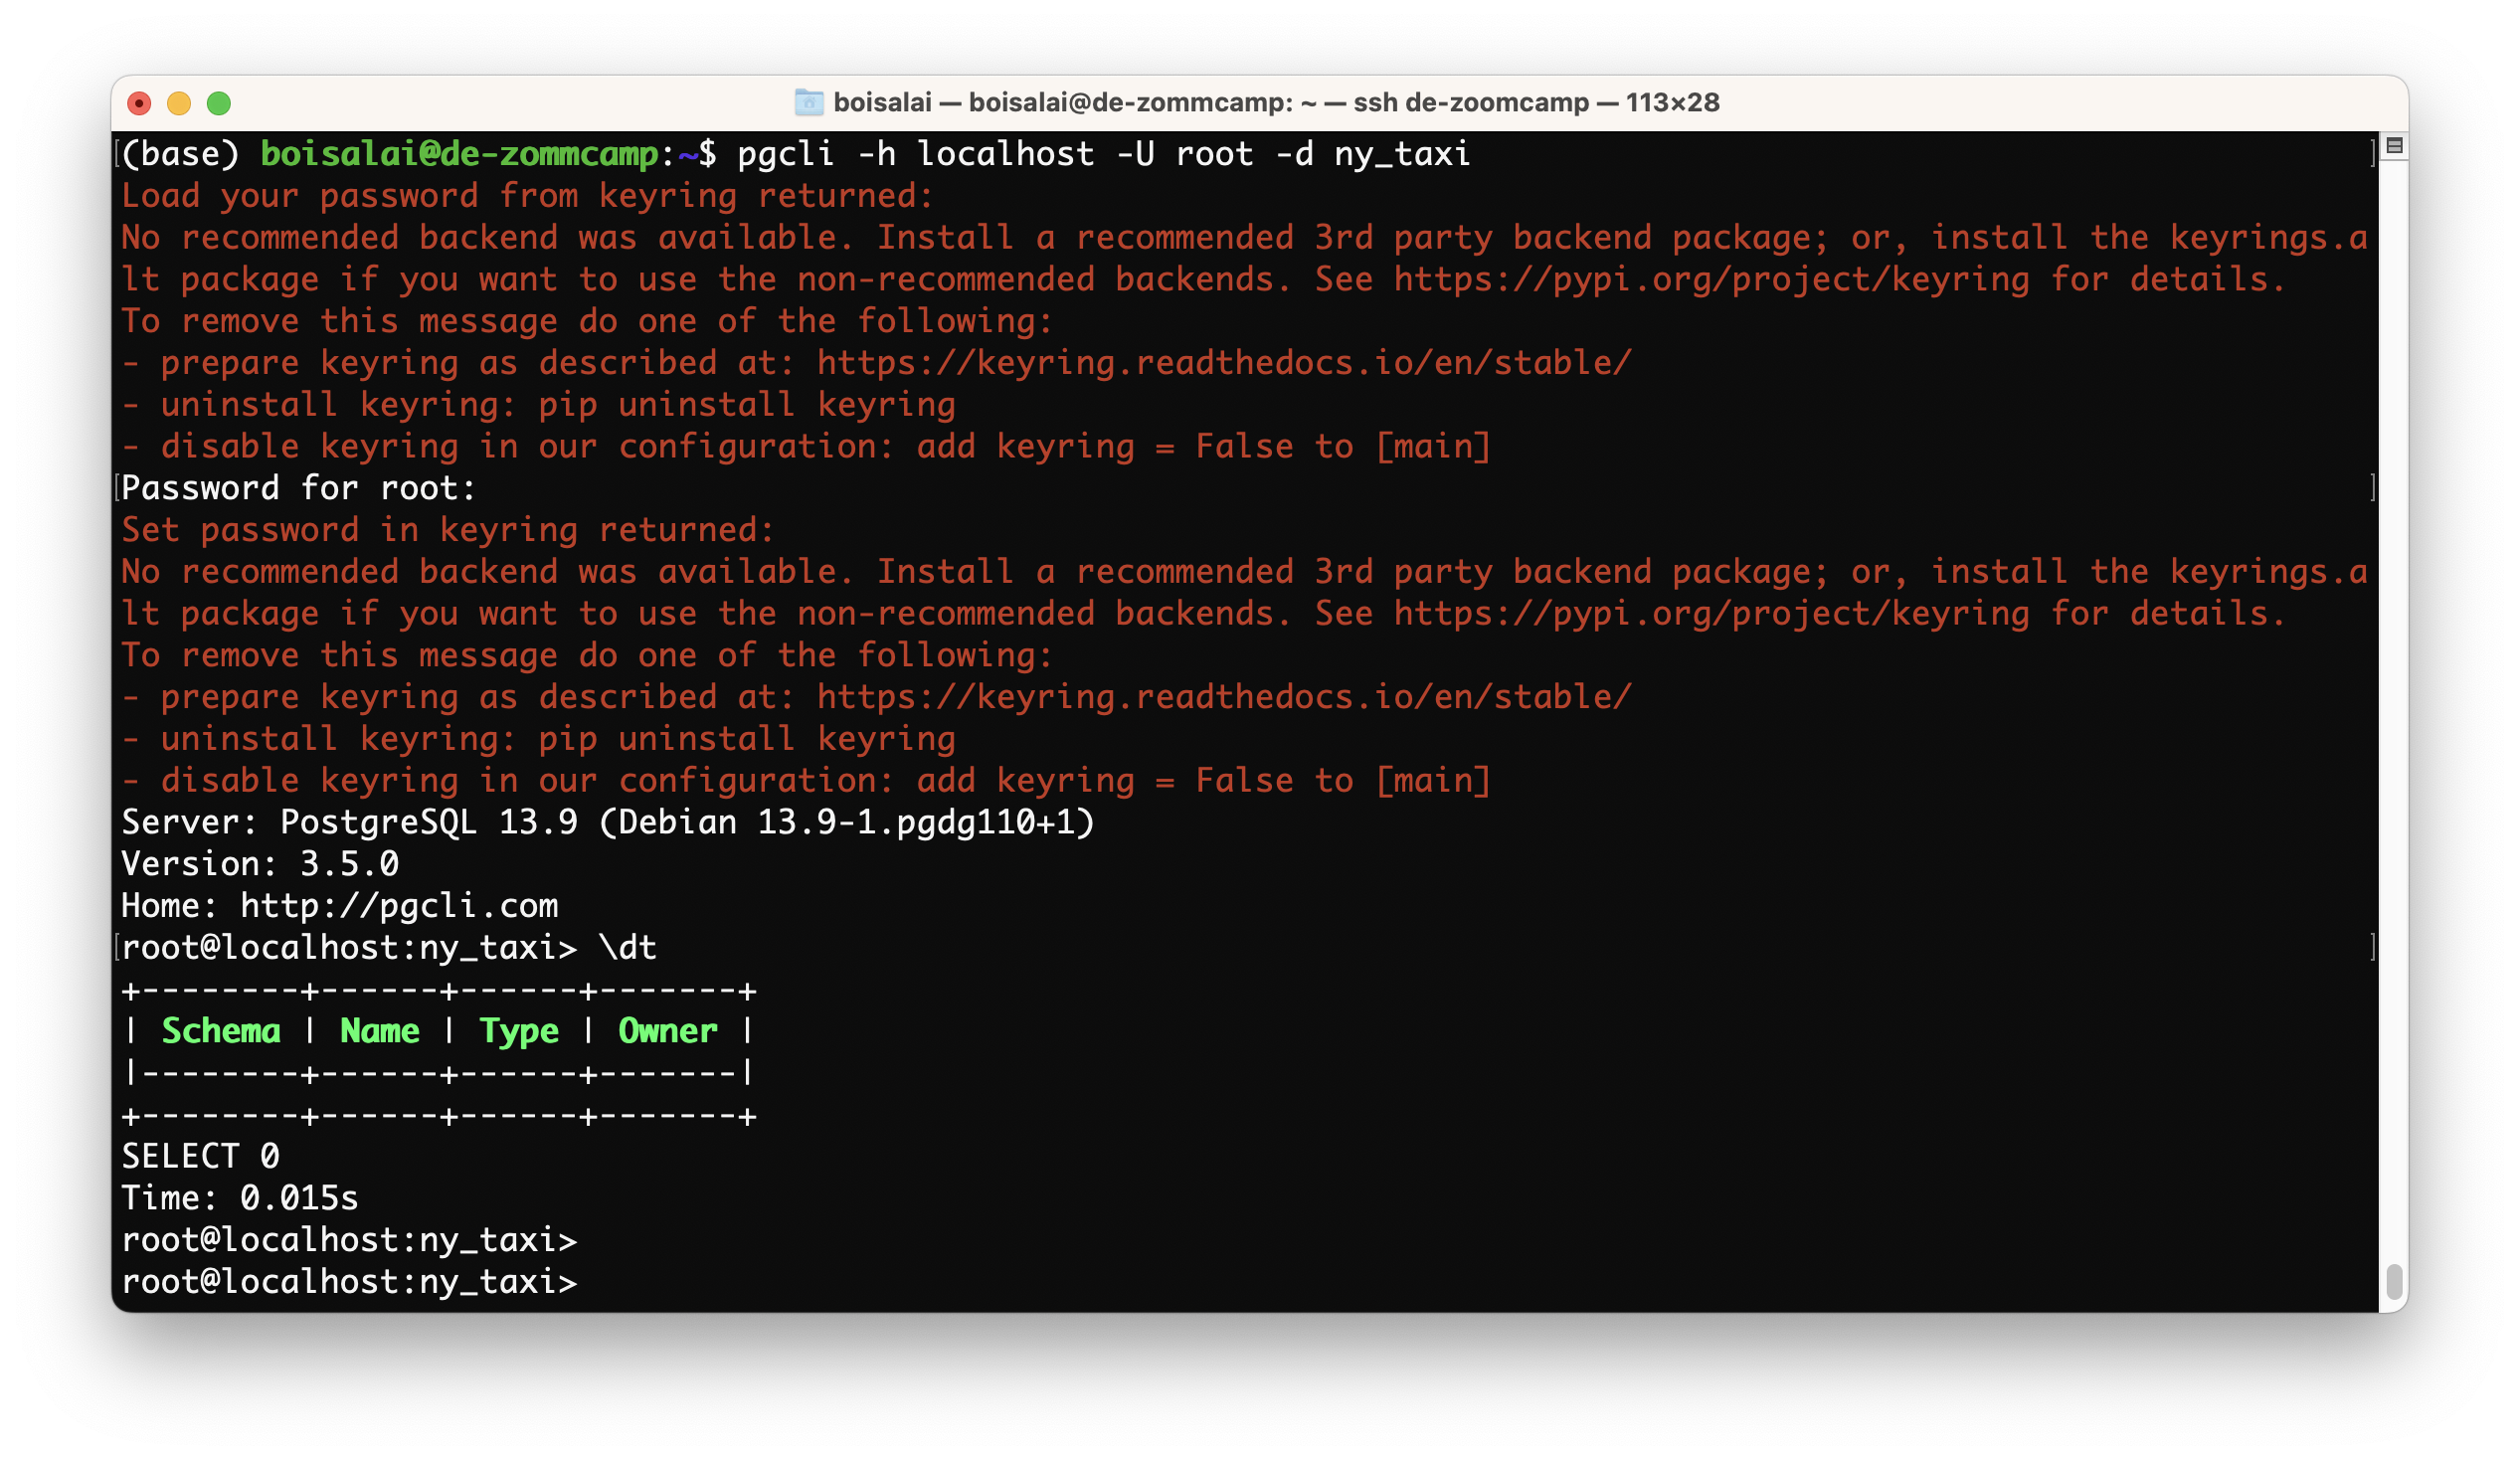 boisalai — boisalai@de-zommcamp: ~ — ssh de-zoomcamp — 113×28
(base) boisalai@de-zommcamp:~$ pgcli -h localhost -U root -d ny_taxi
Load your password from keyring returned:
No recommended backend was available. Install a recommended 3rd party backend package; or, install the keyrings.a
lt package if you want to use the non-recommended backends. See https://pypi.org/project/keyring for details.
To remove this message do one of the following:
- prepare keyring as described at: https://keyring.readthedocs.io/en/stable/
- uninstall keyring: pip uninstall keyring
- disable keyring in our configuration: add keyring = False to [main]
Password for root:
Set password in keyring returned:
No recommended backend was available. Install a recommended 3rd party backend package; or, install the keyrings.a
lt package if you want to use the non-recommended backends. See https://pypi.org/project/keyring for details.
To remove this message do one of the following:
- prepare keyring as described at: https://keyring.readthedocs.io/en/stable/
- uninstall keyring: pip uninstall keyring
- disable keyring in our configuration: add keyring = False to [main]
Server: PostgreSQL 13.9 (Debian 13.9-1.pgdg110+1)
Version: 3.5.0
Home: http://pgcli.com
root@localhost:ny_taxi> \dt
+--------+------+------+-------+
| Schema | Name | Type | Owner |
|--------+------+------+-------|
+--------+------+------+-------+
SELECT 0
Time: 0.015s
root@localhost:ny_taxi>
root@localhost:ny_taxi>